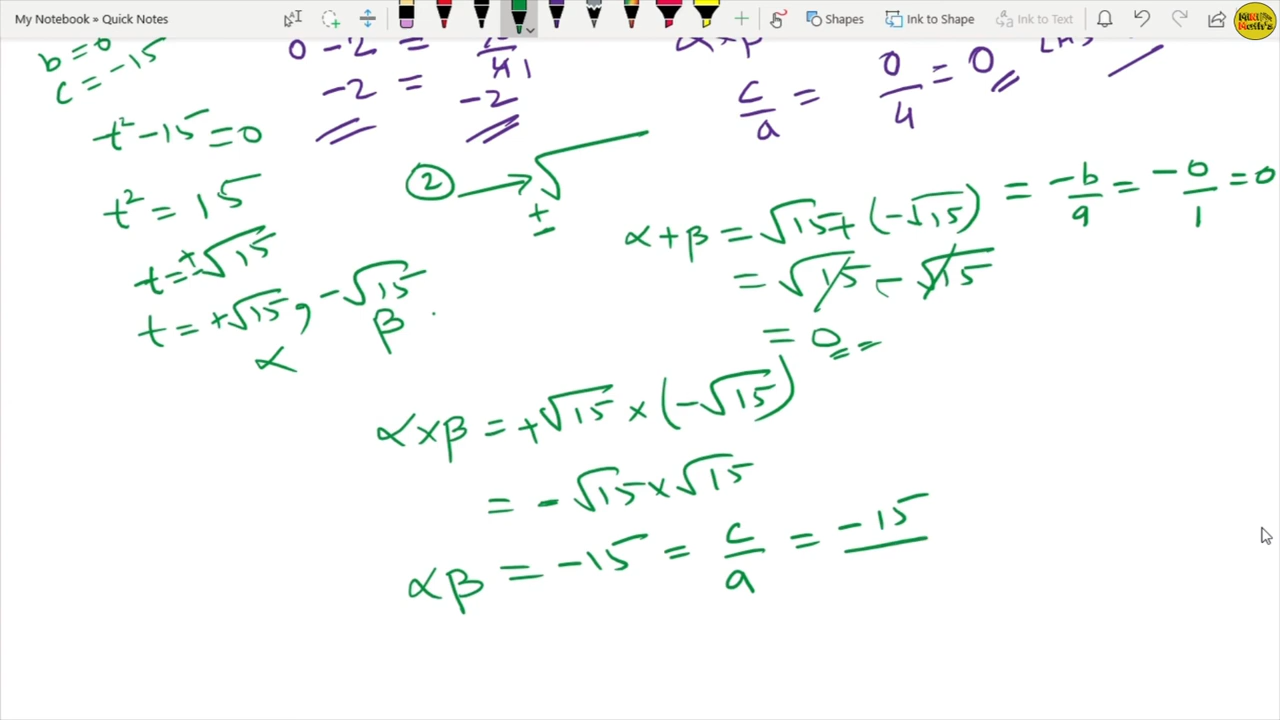 My Notebook » Quick Notes
Shapes
Ink to Shape
Ink to Text
b = 0
c = -15
t² - 15 = 0
t² = 15
t = ±√15
t = +√15, -√15
α β
0 - 2 =
-2 = -2
α × β
c/a = 0/4 = 0
② → √
±
α + β = √15 + (-√15) = -b/a = -0/1 = 0
= √15 - √15
= 0
α × β = +√15 × (-√15)
= -√15 × √15
αβ = -15 = c/a = -15